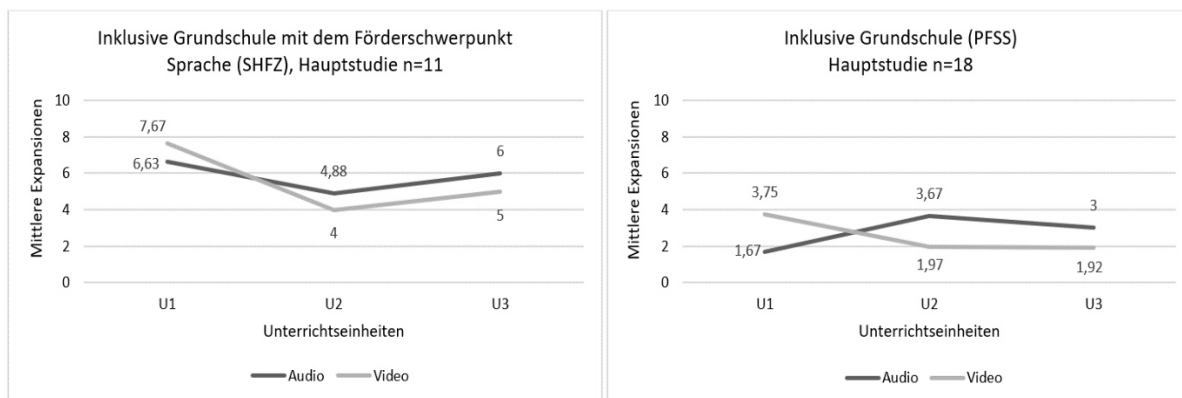 Inklusive Grundschule mit dem Förderschwerpunkt
Sprache (SHFZ), Hauptstudie n=11
Mittlere Expansionen
10
8
6
4
2
0
7,67
6,63
4,88
4
6
5
U1
U2
U3
Unterrichtseinheiten
Audio
Video
Inklusive Grundschule (PFSS)
Hauptstudie n=18
Mittlere Expansionen
10
8
6
4
2
0
3,75
1,67
3,67
1,97
3
1,92
U1
U2
U3
Unterrichtseinheiten
Audio
Video